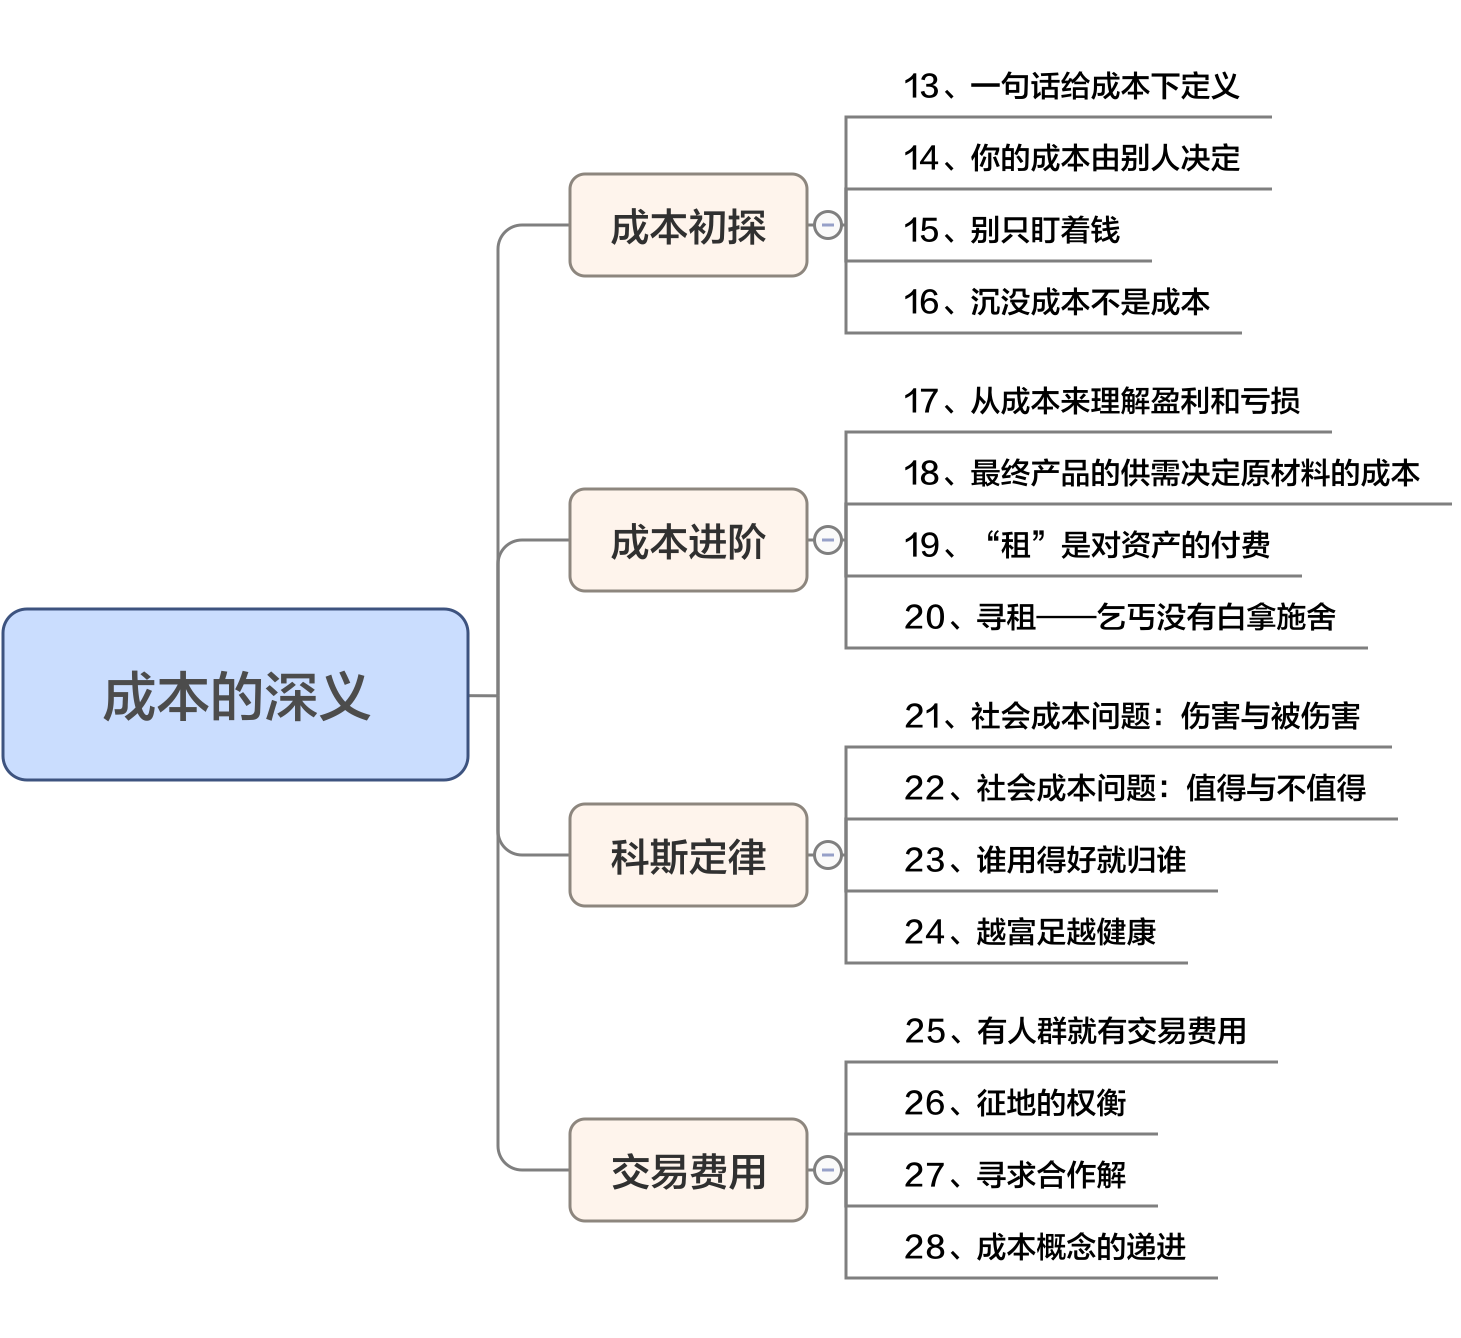 成本的深义
成本初探
13、一句话给成本下定义
14、你的成本由别人决定
15、别只盯着钱
16、沉没成本不是成本
成本进阶
17、从成本来理解盈利和亏损
18、最终产品的供需决定原材料的成本
19、“租”是对资产的付费
20、寻租——乞丐没有白拿施舍
科斯定律
21、社会成本问题：伤害与被伤害
22、社会成本问题：值得与不值得
23、谁用得好就归谁
24、越富足越健康
交易费用
25、有人群就有交易费用
26、征地的权衡
27、寻求合作解
28、成本概念的递进